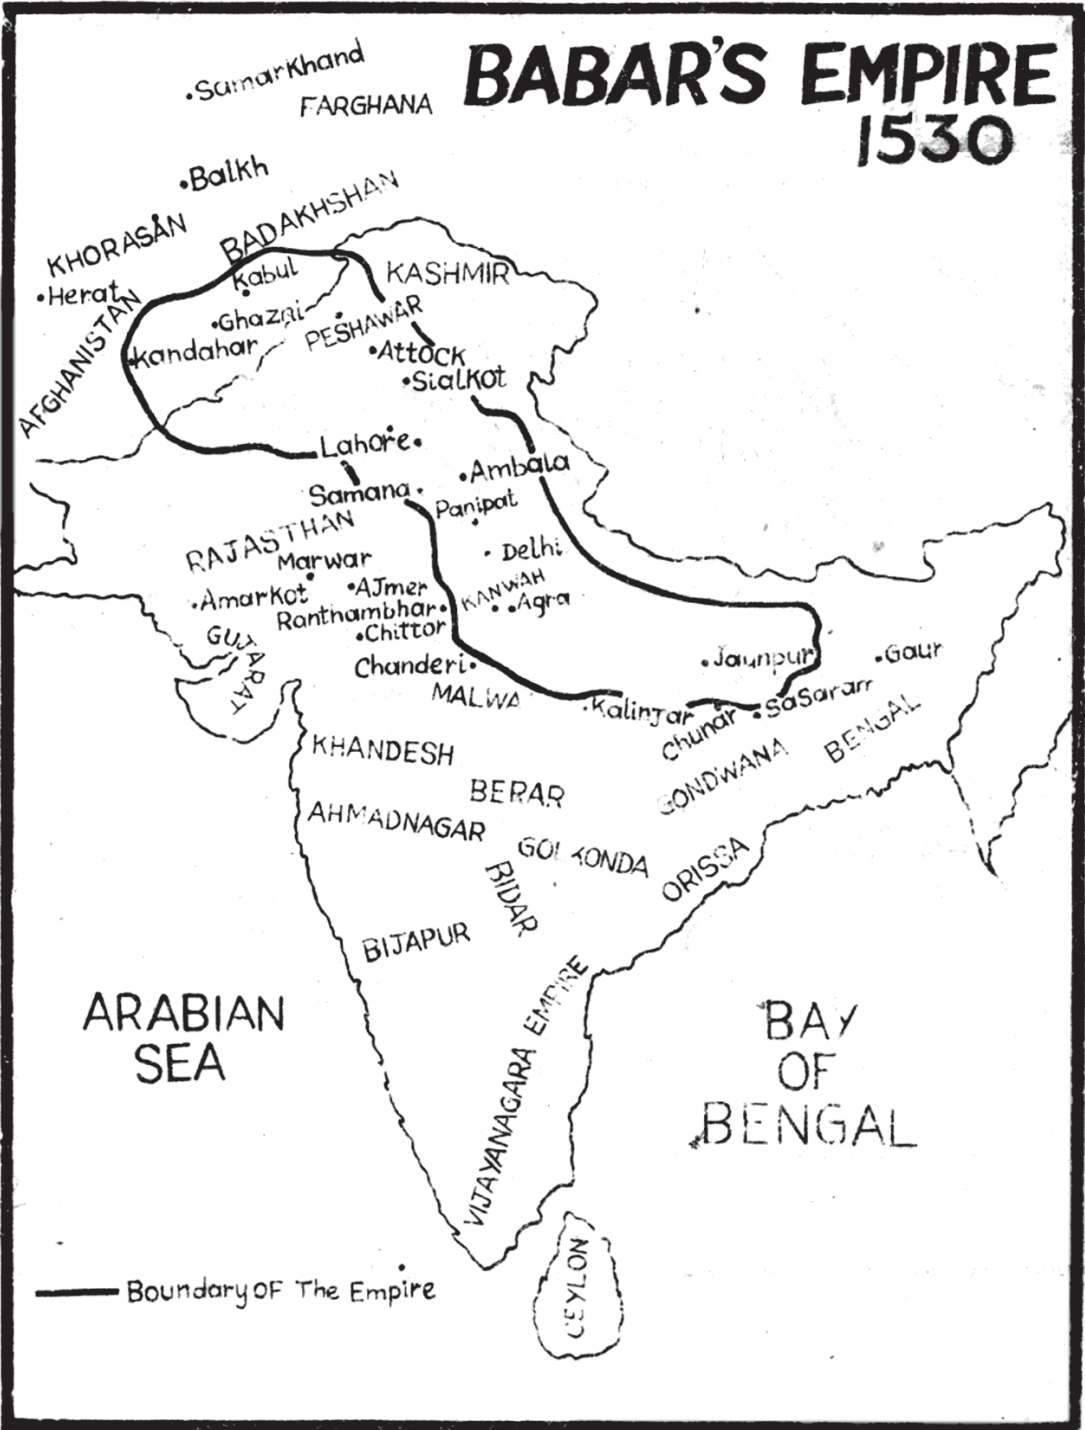 BABAR'S EMPIRE
1530
Samarkhand
FARGHANA
Balkh
KHORASAN
BADAKHSHAN
Herat
Kabul
KASHMIR
AFGHANISTAN
Ghazni
PESHAWAR
Kandahar
Attock
Sialkot
Lahore
Ambala
Samana
Panipat
RAJASTHAN
Delhi
Marwar
Amarkot
AJmer
KANWAH
Agra
Ranthambhar
Chittor
GUJARAT
Chanderi
Jaunpur
Gaur
MALWA
Kalinjar
Chunar
SaSaram
BENGAL
KHANDESH
GONDWANA
BERAR
AHMADNAGAR
GOLKONDA
ORISSA
BIDAR
BIJAPUR
VIJAYANAGARA EMPIRE
ARABIAN
SEA
BAY
OF
BENGAL
CEYLON
Boundary OF The Empire